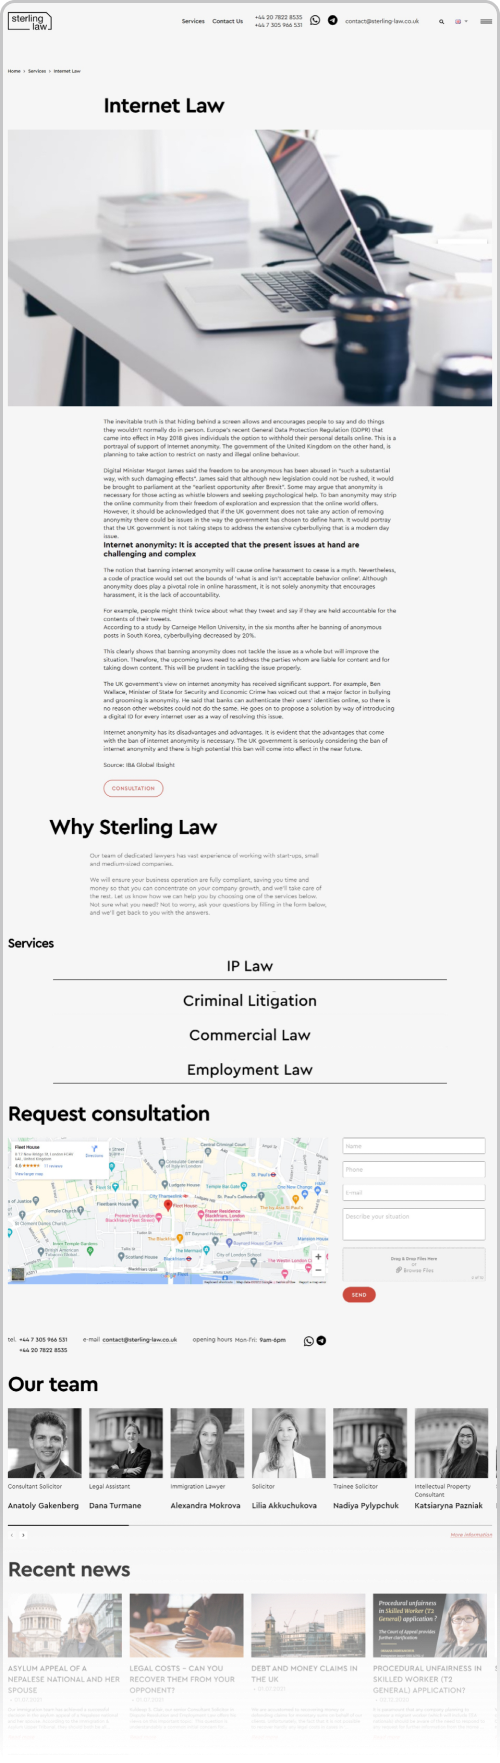 sterling
law
Services
Contact Us
+44 20 7822 8535
+44 7 305 966 531
contact@sterling-law.co.uk
Home
Services
Internet Law
Internet Law
The inevitable truth is that hiding behind a screen allows and encourages people to say and do things
they wouldn't normally do in person. Europe's recent General Data Protection Regulation (GDPR) that
came into effect in May 2018 gives individuals the option to withhold their personal details online. This is a
portrayal of support of Internet anonymity. The government of the United Kingdom on the other hand, is
planning to take action to restrict on nasty and illegal online behaviour.
Digital Minister Margot James said the freedom to be anonymous has been abused in "such a substantial
way, with such damaging effects". James said that although new legislation could not be rushed, it would
be brought to parliament at the "earliest opportunity after Brexit". Some may argue that anonymity is
necessary for those acting as whistle blowers and seeking psychological help. To ban anonymity may strip
the online community from their freedom of exploration and expression that the online world offers.
However, it should be acknowledged that if the UK government does not take any action of removing
anonymity there could be issues in the way the government has chosen to define harm. It would portray
that the UK government is not taking steps to address the extensive cyberbullying that is a modern day
issue.
Internet anonymity: It is accepted that the present issues at hand are
challenging and complex
The notion that banning internet anonymity will cause online harassment to cease is a myth. Nevertheless,
a code of practice would set out the bounds of 'what is and isn't acceptable behavior online'. Although
anonymity does play a pivotal role in online harassment, it is not solely anonymity that encourages
harassment, it is the lack of accountability.
For example, people might think twice about what they tweet and say if they are held accountable for the
contents of their tweets.
According to a study by Carneige Mellon University, in the six months after he banning of anonymous
posts in South Korea, cyberbullying decreased by 20%.
This clearly shows that banning anonymity does not tackle the issue as a whole but will improve the
situation. Therefore, the upcoming laws need to address the parties whom are liable for content and for
taking down content. This will be prudent in tackling the issue properly.
The UK government's view on internet anonymity has received significant support. For example, Ben
Wallace, Minister of State for Security and Economic Crime has voiced out that a major factor in bullying
and grooming is anonymity. He said that banks can authenticate their users' identities online, so there is
no reason other websites could not do the same. He goes on to propose a solution by way of introducing
a digital ID for every internet user as a way of resolving this issue.
Internet anonymity has its disadvantages and advantages. It is evident that the advantages that come
with the ban of internet anonymity is necessary. The UK government is seriously considering the ban of
internet anonymity and there is high potential this ban will come into effect in the near future.
Source: IBA Global Insight
CONSULTATION
Why Sterling Law
Our team of dedicated lawyers has vast experience of working with start-ups, small
and medium-sized companies.
We will ensure your business operation are fully compliant, saving you time and
money so that you can concentrate on your company growth, and we'll take care of
the rest. Let us know how we can help you by choosing one of the services below.
Not sure what you need? Not to worry, ask your questions by filling in the form below,
and we'll get back to you with the answers.
Services
IP Law
Criminal Litigation
Commercial Law
Employment Law
Request consultation
Fleet House
Directions
4.6
11 reviews
View larger map
Name
Phone
E-mail
Describe your situation
Drag & Drop Files Here
or
Browse Files
SEND
tel.
+44 7 305 966 531
+44 20 7822 8535
e-mail
contact@sterling-law.co.uk
opening hours
Mon-Fri:
9am-6pm
Our team
Consultant Solicitor
Anatoly Gakenberg
Legal Assistant
Dana Turmane
Immigration Lawyer
Alexandra Mokrova
Solicitor
Lilia Akkuchukova
Trainee Solicitor
Nadiya Pylypchuk
Intellectual Property
Consultant
Katsiaryna Pazniak
More information
Recent news
Procedural unfairness
in Skilled Worker (T2
General) application?
The Court of Appeal provides
further clarification
ASYLUM APPEAL OF A
NEPALESE NATIONAL AND HER
SPOUSE
LEGAL COSTS – CAN YOU
RECOVER THEM FROM YOUR
OPPONENT?
DEBT AND MONEY CLAIMS IN
THE UK
PROCEDURAL UNFAIRNESS IN
SKILLED WORKER (T2
GENERAL) APPLICATION?